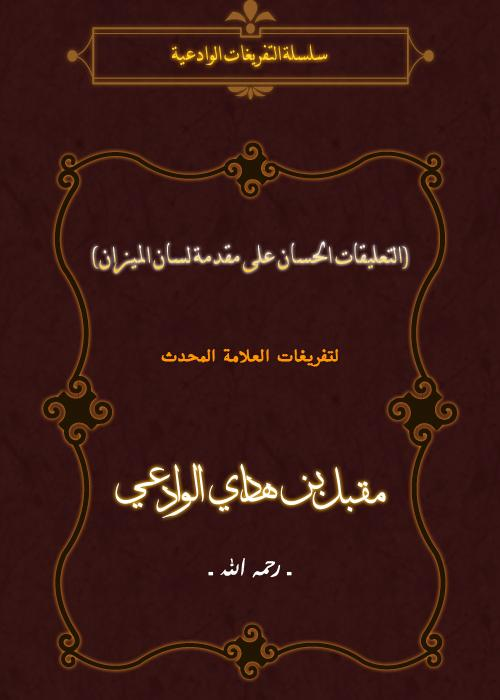 سلسلة التفريغات الوادعية
(التعليقات الحسان على مقدمة لسان الميزان)
لتفريغات العلامة المحدث
مقبل بن هادي الوادعي
- رحمه الله -